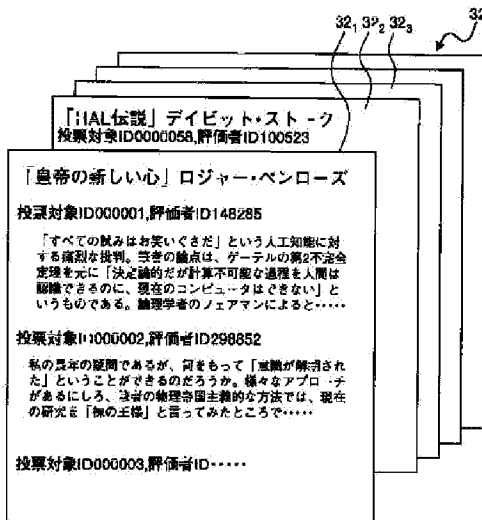 32
32₁ 32₂ 32₃
「HAL伝説」デイビット・ストーク
投票対象ID0000058,評価者ID100523
「皇帝の新しい心」ロジャー・ペンローズ
投票対象ID000001,評価者ID148285
「すべての試みはお笑いぐさだ」という人工知能に対
する痛烈な批判。著者の論点は、ゲーデルの第2不完全
定理を元に「決定論的だが計算不可能な過程を人間は
認識できるのに、現在のコンピュータはできない」と
いうものである。論理学者のフェアマンによると・・・・・
投票対象ID000002,評価者ID298852
私の長年の疑問であるが、何をもって「意識が解明され
た」ということができるのだろうか。様々なアプローチ
があるにしろ、著者の物理帝国主義的な方法では、現在
の研究を「裸の王様」と言ってみたところで・・・・・
投票対象ID000003,評価者ID・・・・・